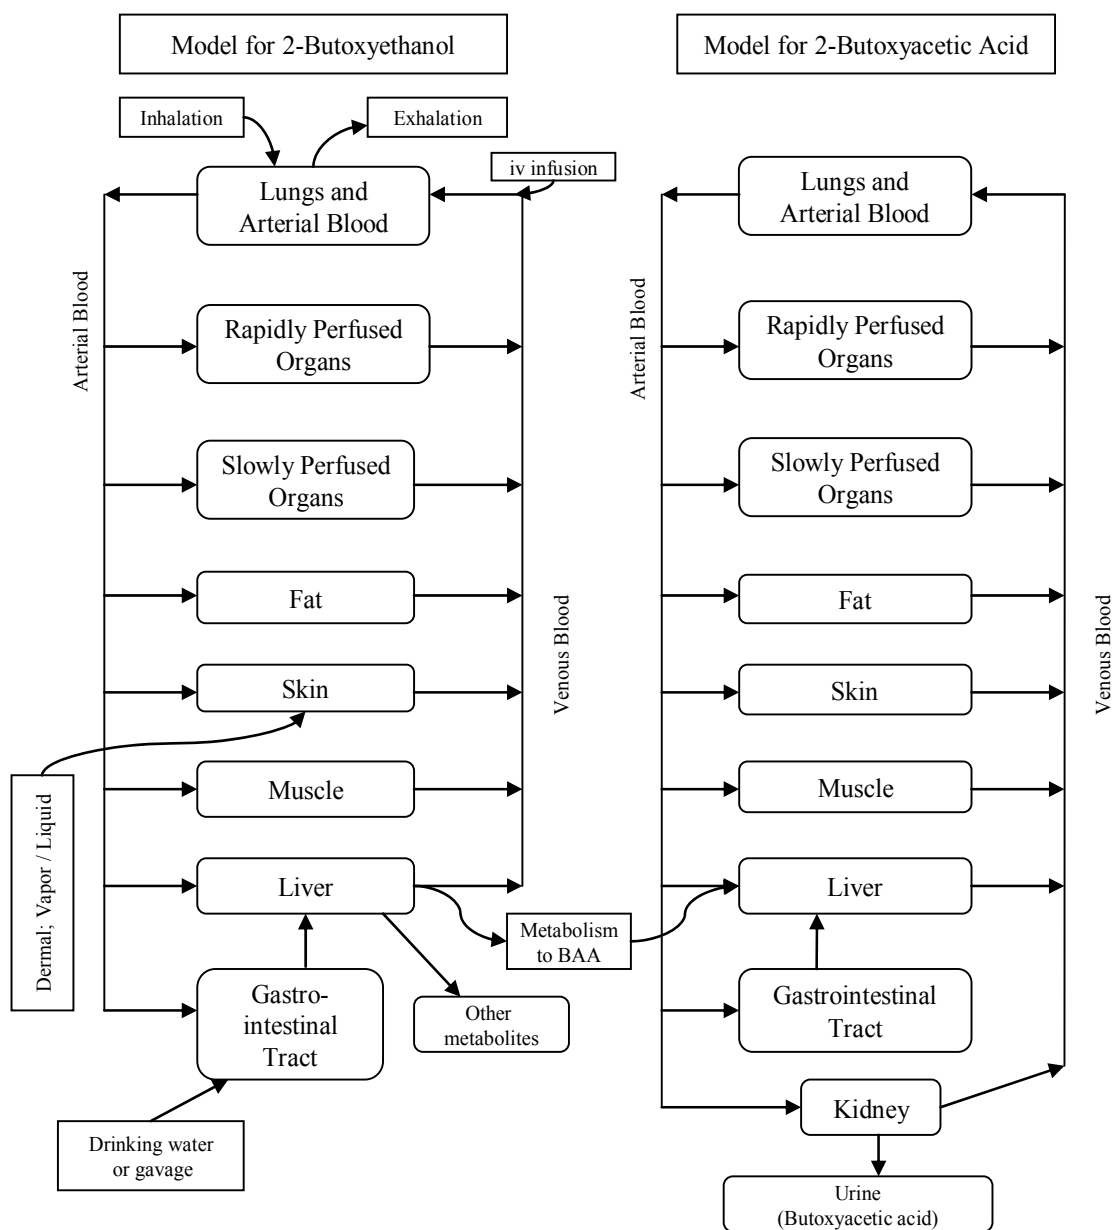 Model for 2-Butoxyethanol
Model for 2-Butoxyacetic Acid
Inhalation
Exhalation
iv infusion
Lungs and
Arterial Blood
Lungs and
Arterial Blood
Arterial Blood
Rapidly Perfused
Organs
Arterial Blood
Rapidly Perfused
Organs
Slowly Perfused
Organs
Slowly Perfused
Organs
Fat
Venous Blood
Fat
Venous Blood
Skin
Skin
Dermal; Vapor / Liquid
Muscle
Muscle
Liver
Metabolism
to BAA
Liver
Gastro-
intestinal
Tract
Other
metabolites
Gastrointestinal
Tract
Kidney
Drinking water
or gavage
Urine
(Butoxyacetic acid)